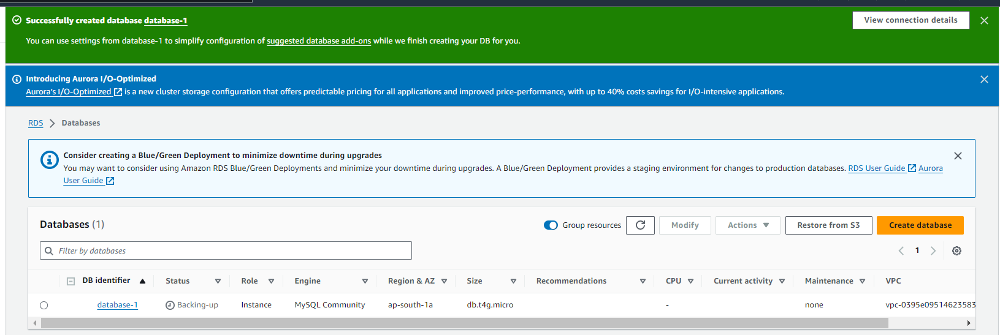 Successfully created database database-1
View connection details
You can use settings from database-1 to simplify configuration of suggested database add-ons while we finish creating your DB for you.
Introducing Aurora I/O-Optimized
Aurora's I/O-Optimized is a new cluster storage configuration that offers predictable pricing for all applications and improved price-performance, with up to 40% costs savings for I/O-intensive applications.
RDS > Databases
Consider creating a Blue/Green Deployment to minimize downtime during upgrades
You may want to consider using Amazon RDS Blue/Green Deployments and minimize your downtime during upgrades. A Blue/Green Deployment provides a staging environment for changes to production databases. RDS User Guide Aurora
User Guide
Databases (1) Group resources Modify Actions Restore from S3 Create database
Filter by databases 1
DB identifier Status Role Engine Region & AZ Size Recommendations CPU Current activity Maintenance VPC
database-1 Backing-up Instance MySQL Community ap-south-1a db.t4g.micro - none vpc-0395e09514623583